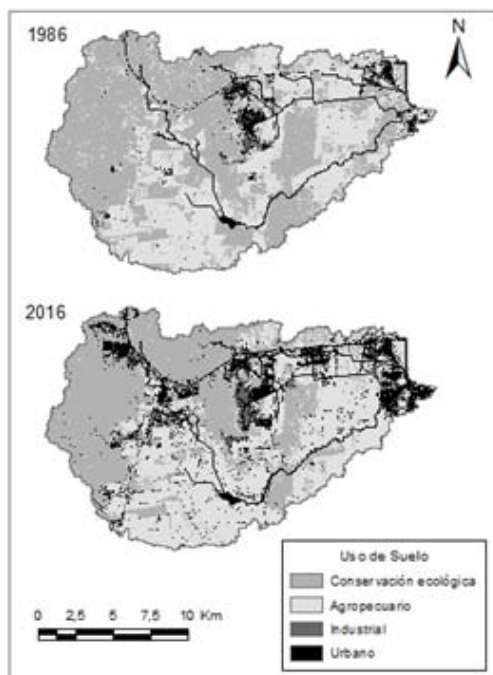 1986
N
2016
Uso de Suelo
Conservación ecológica
Agropecuario
Industrial
Urbano
0 2,5 5 7,5 10 Km